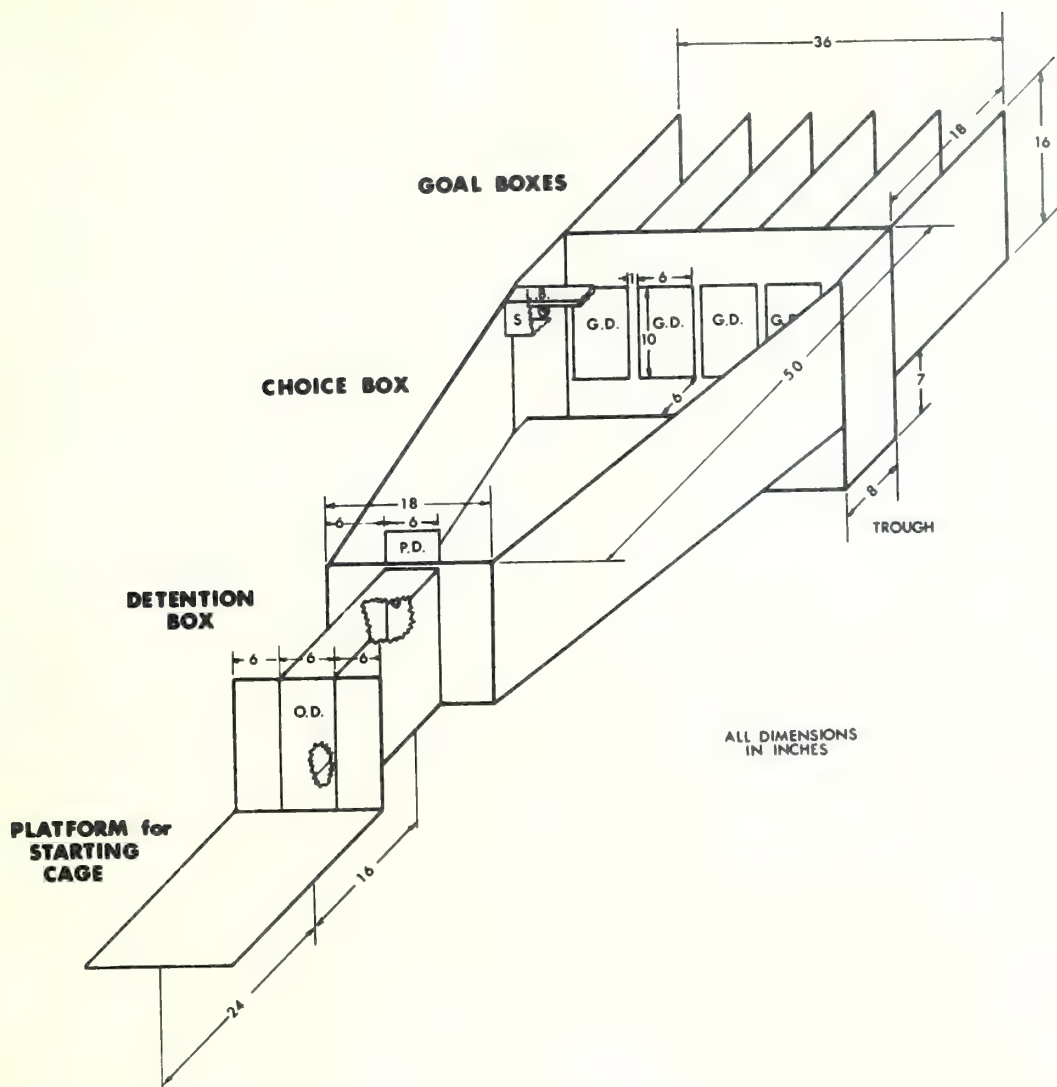 36
18
16
GOAL BOXES
L.B.
1
6
S
G.D.
G.D.
G.D.
10
50
CHOICE BOX
6
7
18
8
6
6
P.D.
TROUGH
DETENTION
BOX
6
6
6
O.D.
ALL DIMENSIONS
IN INCHES
PLATFORM for
STARTING
CAGE
16
24